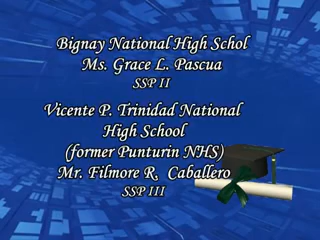 Bignay National High Schol
Ms. Grace L. Pascua
SSP II
Vicente P. Trinidad National
High School
(former Punturin NHS)
Mr. Filmore R. Caballero
SSP III